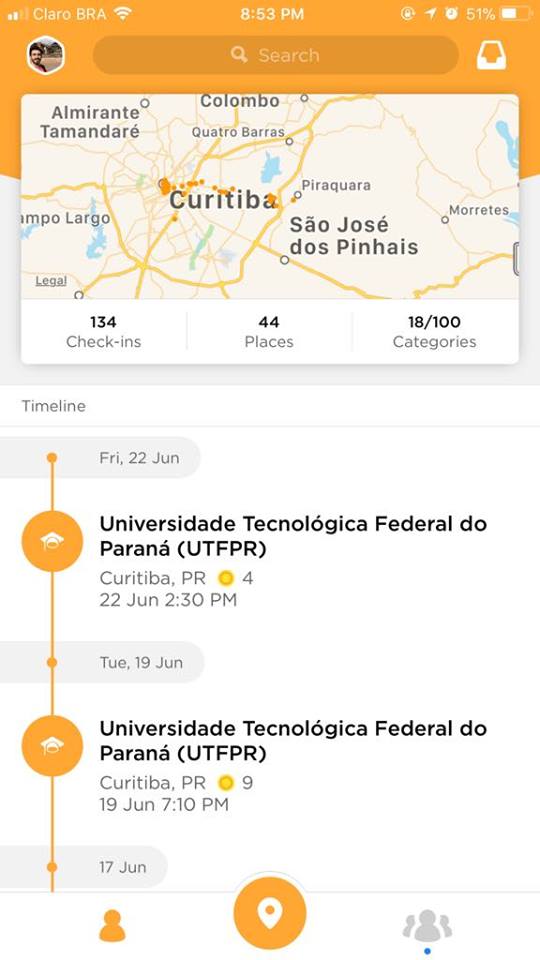 Claro BRA
8:53 PM
51%
Search
Colombo
Almirante
Tamandaré
Quatro Barras
Piraquara
Curitiba
ampo Largo
Morretes
São José
dos Pinhais
Legal
134
Check-ins
44
Places
18/100
Categories
Timeline
Fri, 22 Jun
Universidade Tecnológica Federal do
Paraná (UTFPR)
Curitiba, PR 4
22 Jun 2:30 PM
Tue, 19 Jun
Universidade Tecnológica Federal do
Paraná (UTFPR)
Curitiba, PR 9
19 Jun 7:10 PM
17 Jun